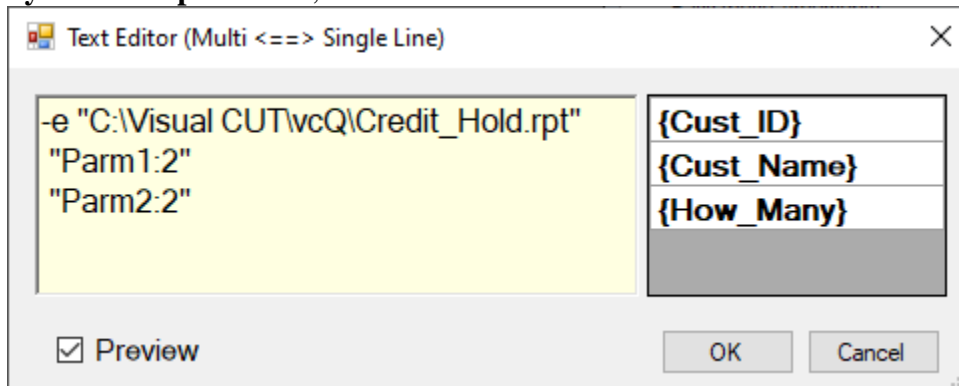 Text Editor (Multi <==> Single Line)
-e "C:\Visual CUT\vcQ\Credit_Hold.rpt"
"Parm1:2"
"Parm2:2"
{Cust_ID}
{Cust_Name}
{How_Many}
Preview
OK
Cancel